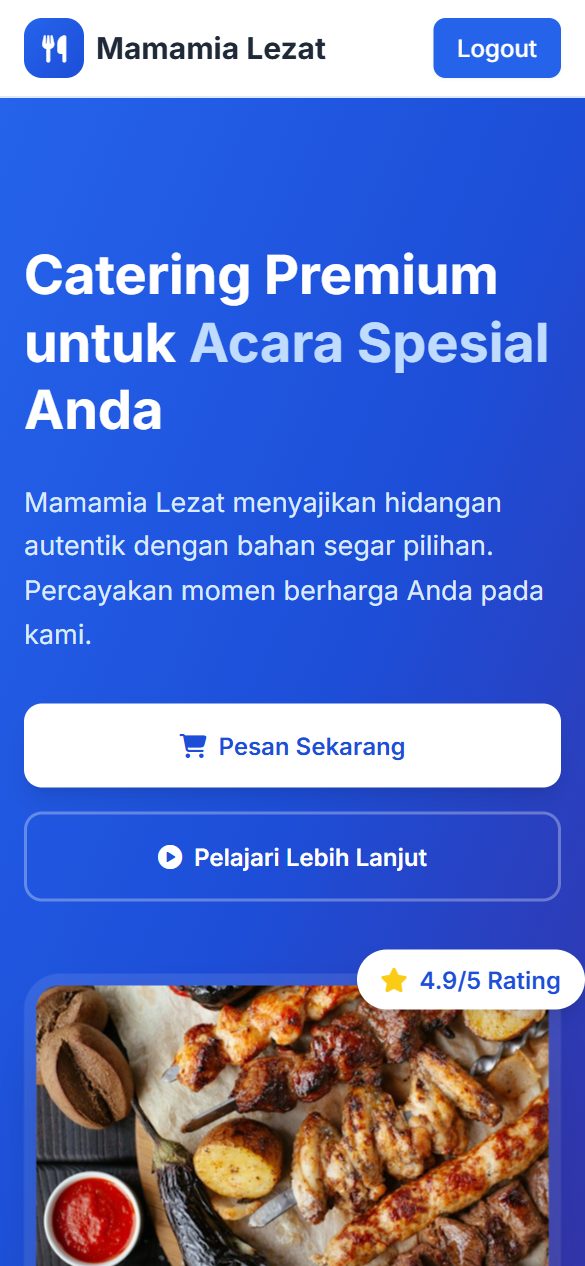 Mamamia Lezat
Logout
Catering Premium
untuk Acara Spesial
Anda
Mamamia Lezat menyajikan hidangan
autentik dengan bahan segar pilihan.
Percayakan momen berharga Anda pada
kami.
Pesan Sekarang
Pelajari Lebih Lanjut
4.9/5 Rating